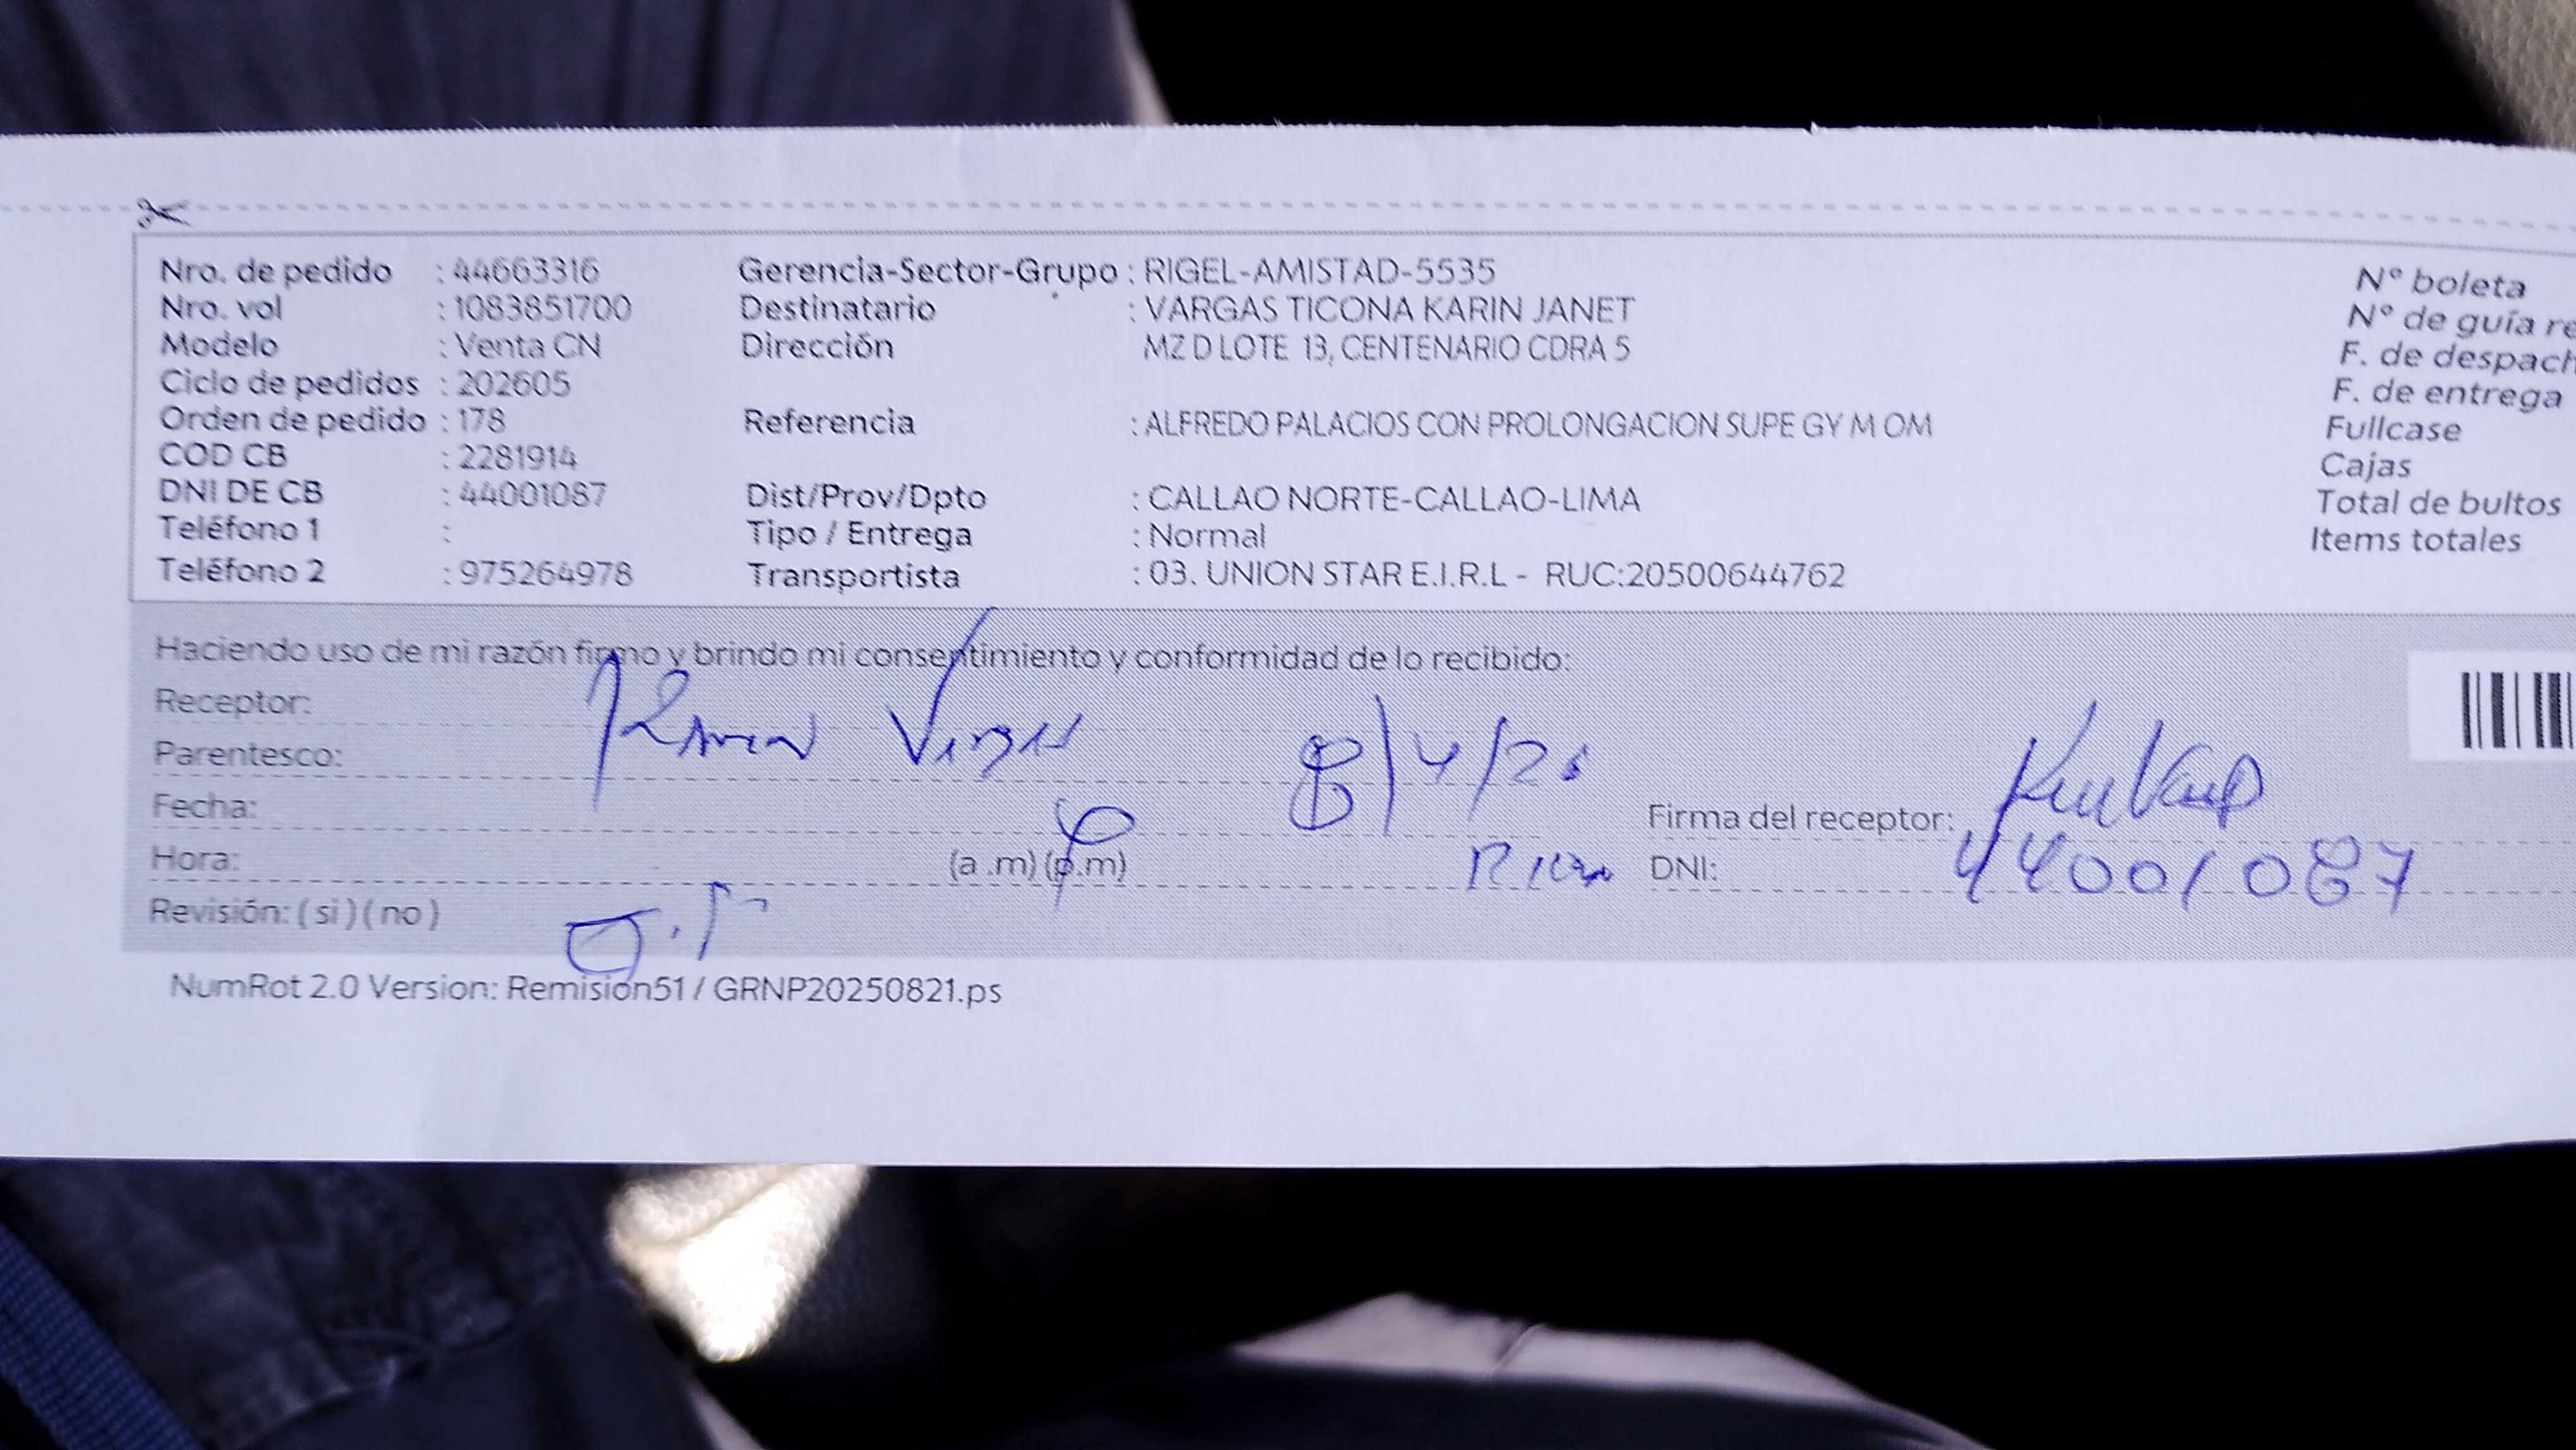 Nro. de pedido : 44663316 Gerencia-Sector-Grupo : RIGEL-AMISTAD-5535 N° boleta
Nro. vol : 1083851700 Destinatario : VARGAS TICONA KARIN JANET N° de guía re
Modelo : Venta CN Dirección MZ D LOTE 13, CENTENARIO CDRA 5 F. de despach
Ciclo de pedidos : 202605 F. de entrega
Orden de pedido : 178 Referencia : ALFREDO PALACIOS CON PROLONGACION SUPE GY M OM Fullcase
COD CB : 2281914 Cajas
DNI DE CB : 44001087 Dist/Prov/Dpto : CALLAO NORTE-CALLAO-LIMA Total de bultos
Teléfono 1 : Tipo / Entrega : Normal Items totales
Teléfono 2 : 975264978 Transportista : 03. UNION STAR E.I.R.L - RUC:20500644762
Haciendo uso de mi razón firmo y brindo mi consentimiento y conformidad de lo recibido:
Receptor: Karin Vargas
Parentesco: 8/4/26
Fecha: Firma del receptor:
Hora: (a .m) (p.m) DNI: 44001087
Revisión: ( si ) ( no )
NumRot 2.0 Version: Remision51 / GRNP20250821.ps